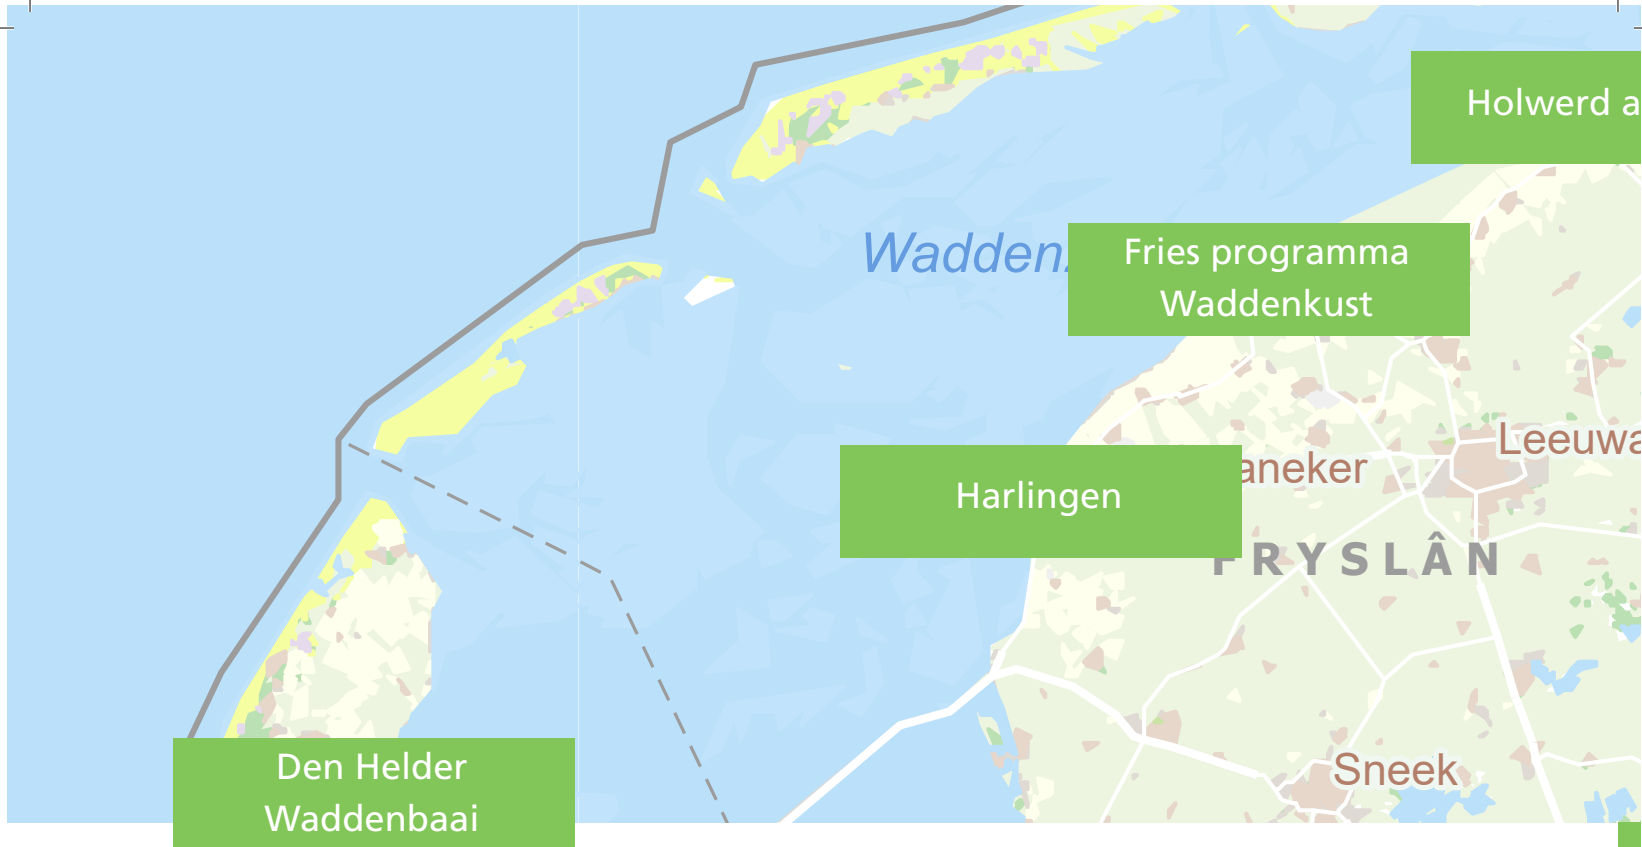 Holwerd a
Wadden
Fries programma
Waddenkust
Leeuwa
aneker
Harlingen
FRYSLÂN
Sneek
Den Helder
Waddenbaai